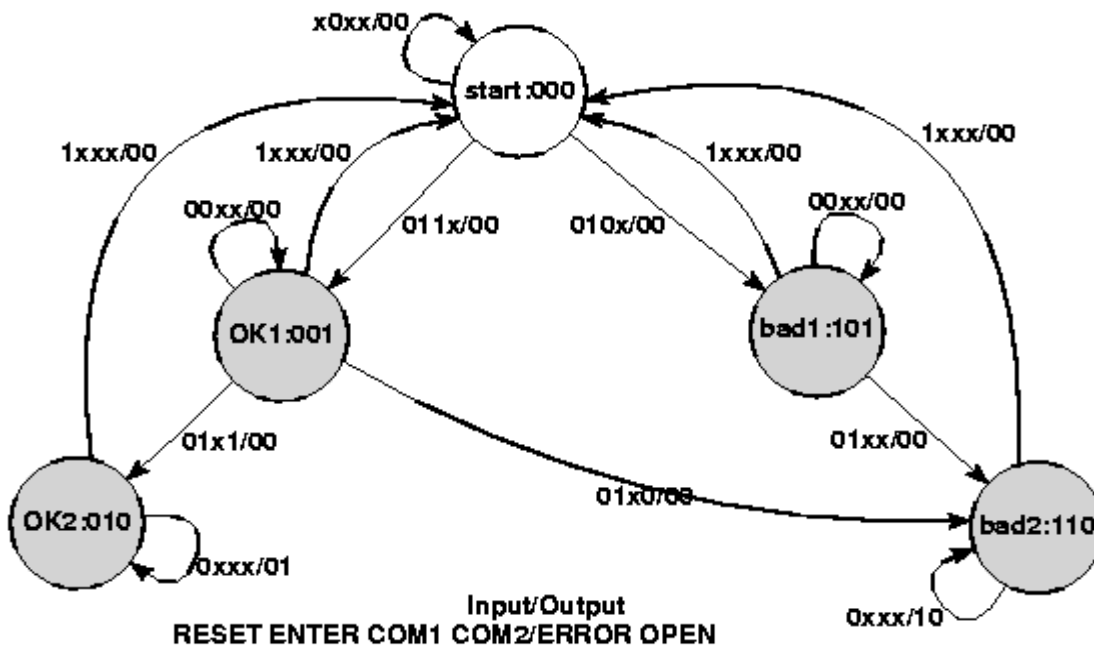 x0xx/00
start:000
1xxx/00
1xxx/00
1xxx/00
1xxx/00
00xx/00
011x/00
010x/00
00xx/00
OK1:001
bad1:101
01x1/00
01xx/00
01x0/00
OK2:010
bad2:110
0xxx/01
0xxx/10
Input/Output
RESET ENTER COM1 COM2/ERROR OPEN